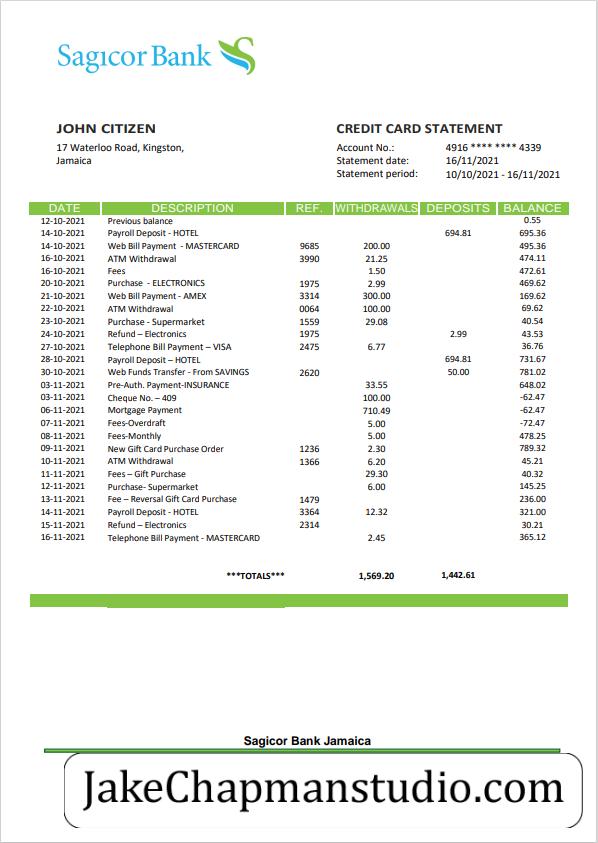 Sagicor Bank
JOHN CITIZEN
17 Waterloo Road, Kingston,
Jamaica
CREDIT CARD STATEMENT
Account No.: 4916 **** **** 4339
Statement date: 16/11/2021
Statement period: 10/10/2021 - 16/11/2021
DATE DESCRIPTION REF. WITHDRAWALS DEPOSITS BALANCE
12-10-2021 Previous balance 0.55
14-10-2021 Payroll Deposit - HOTEL 694.81 695.36
14-10-2021 Web Bill Payment - MASTERCARD 9685 200.00 495.36
16-10-2021 ATM Withdrawal 3990 21.25 474.11
16-10-2021 Fees 1.50 472.61
20-10-2021 Purchase - ELECTRONICS 1975 2.99 469.62
21-10-2021 Web Bill Payment - AMEX 3314 300.00 169.62
22-10-2021 ATM Withdrawal 0064 100.00 69.62
23-10-2021 Purchase - Supermarket 1559 29.08 40.54
24-10-2021 Refund – Electronics 1975 2.99 43.53
27-10-2021 Telephone Bill Payment – VISA 2475 6.77 36.76
28-10-2021 Payroll Deposit – HOTEL 694.81 731.67
30-10-2021 Web Funds Transfer - From SAVINGS 2620 50.00 781.02
03-11-2021 Pre-Auth. Payment-INSURANCE 33.55 648.02
03-11-2021 Cheque No. – 409 100.00 -62.47
06-11-2021 Mortgage Payment 710.49 -62.47
07-11-2021 Fees-Overdraft 5.00 -72.47
08-11-2021 Fees-Monthly 5.00 478.25
09-11-2021 New Gift Card Purchase Order 1236 2.30 789.32
10-11-2021 ATM Withdrawal 1366 6.20 45.21
11-11-2021 Fees – Gift Purchase 29.30 40.32
12-11-2021 Purchase- Supermarket 6.00 145.25
13-11-2021 Fee – Reversal Gift Card Purchase 1479 236.00
14-11-2021 Payroll Deposit - HOTEL 3364 12.32 321.00
15-11-2021 Refund – Electronics 2314 30.21
16-11-2021 Telephone Bill Payment - MASTERCARD 2.45 365.12
***TOTALS*** 1,569.20 1,442.61
Sagicor Bank Jamaica
JakeChapmanstudio.com